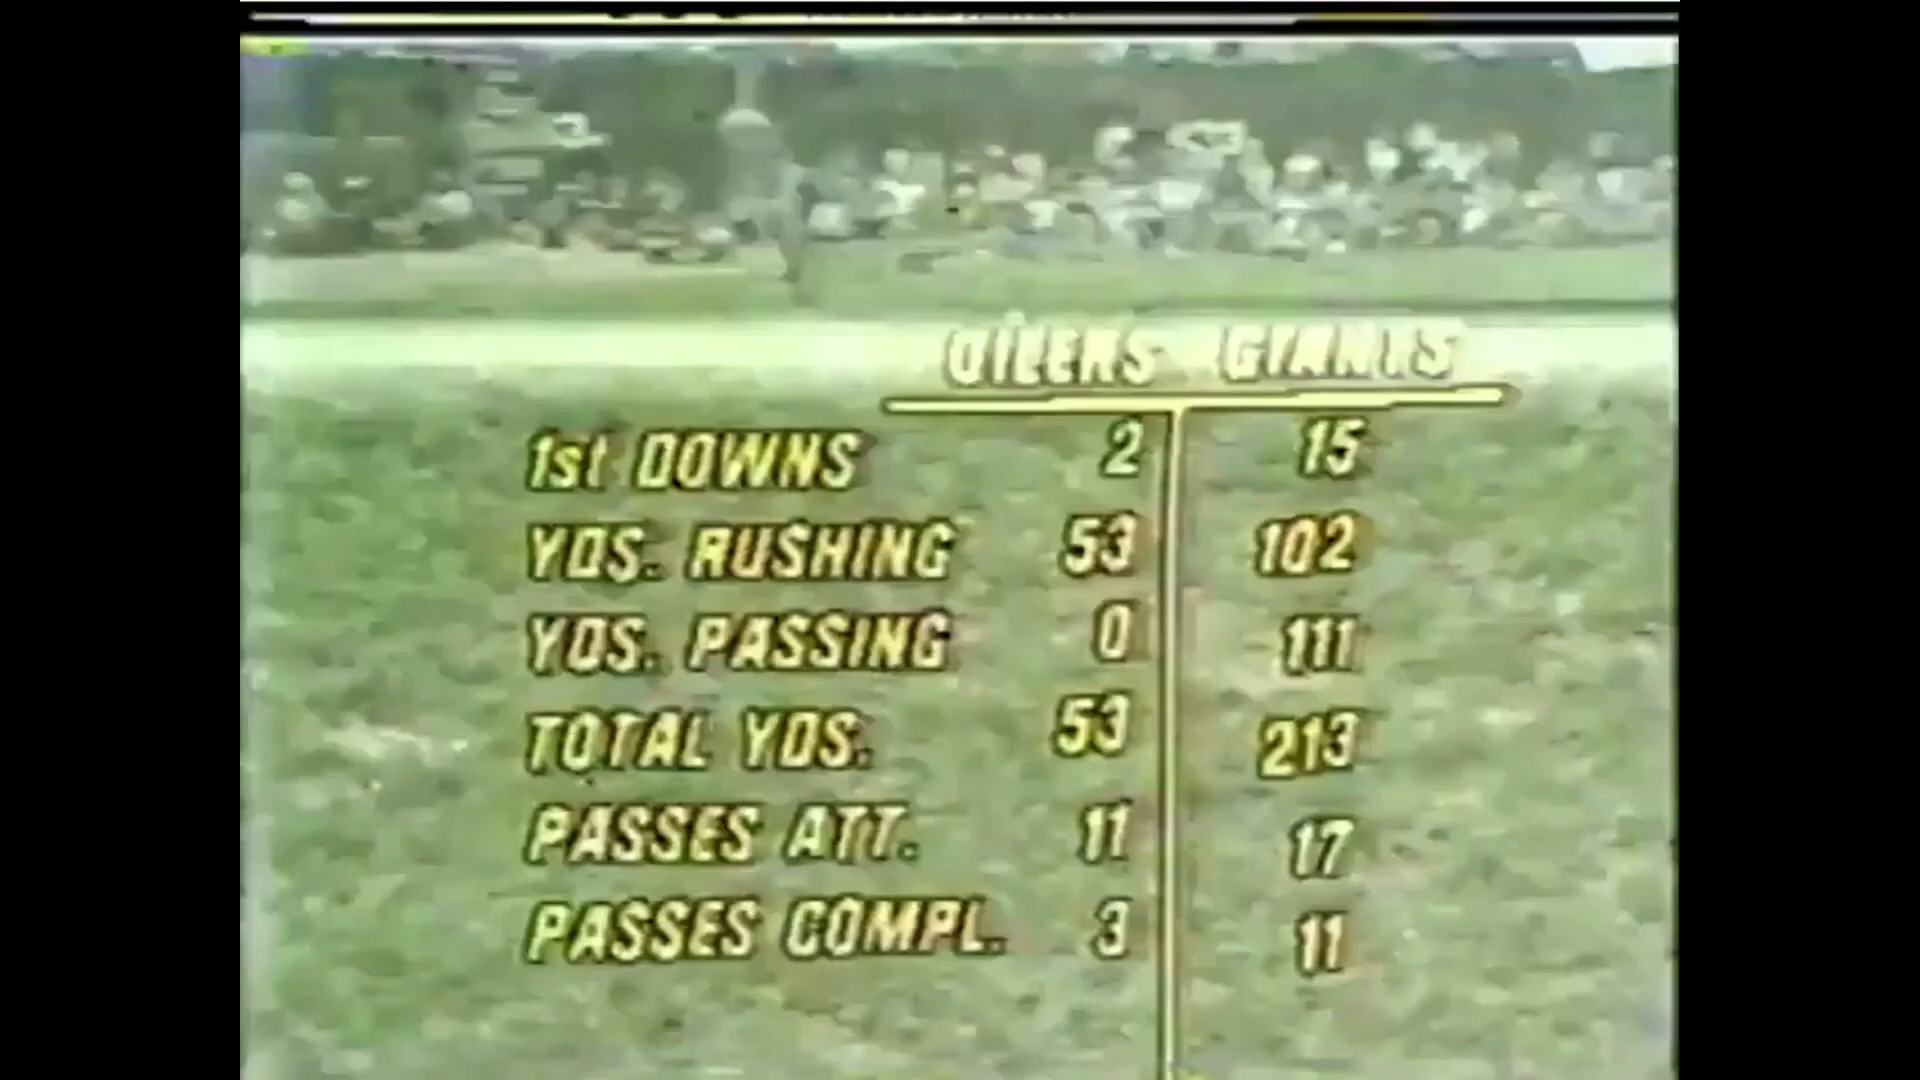 OILERS GIANTS
1st DOWNS 2 15
YDS. RUSHING 53 102
YDS. PASSING 0 111
TOTAL YDS. 53 213
PASSES ATT. 11 17
PASSES COMPL. 3 11